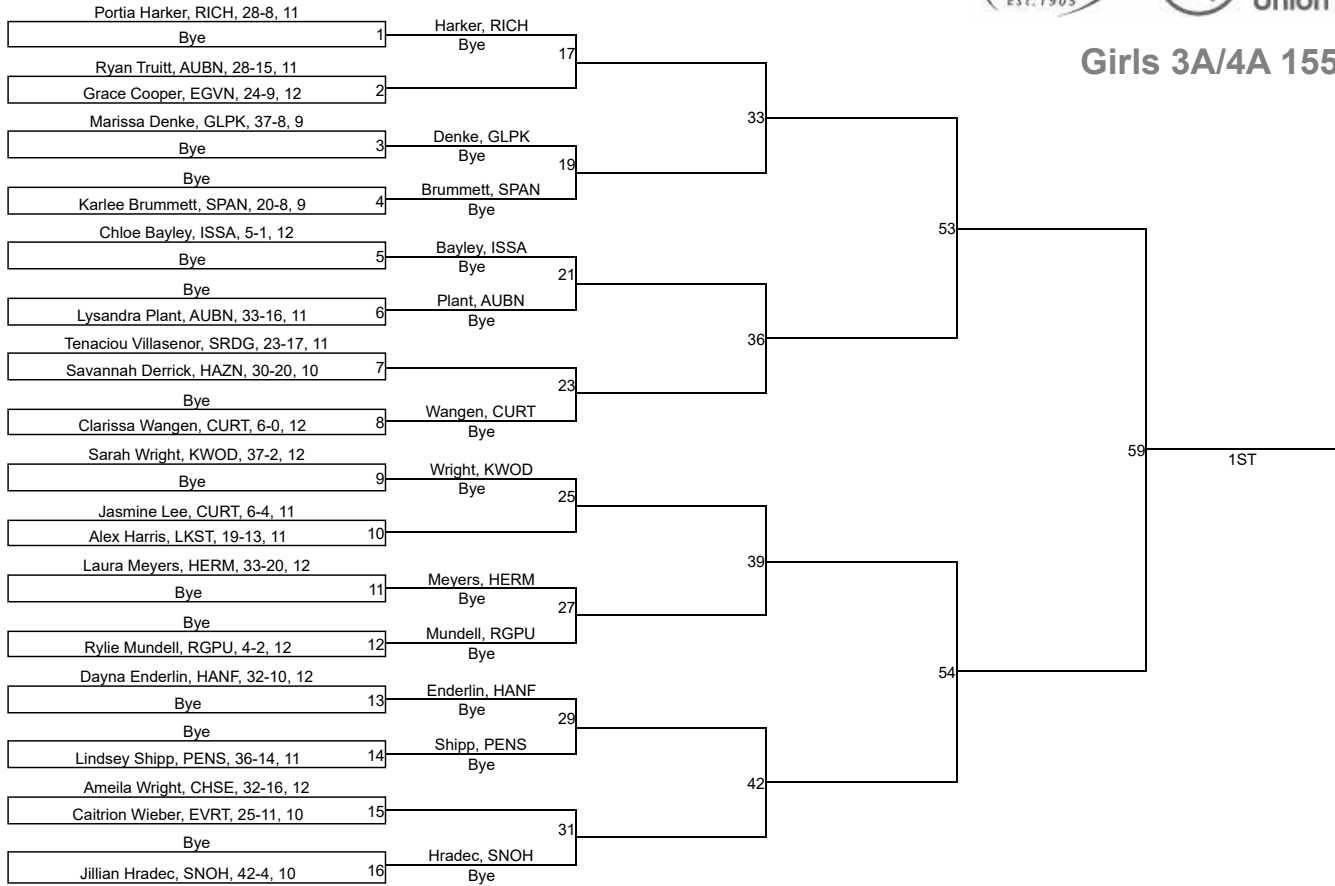 EST. 1905
Union
Girls 3A/4A 155
Portia Harker, RICH, 28-8, 11
Bye
1
Harker, RICH
Bye
17
Ryan Truitt, AUBN, 28-15, 11
Grace Cooper, EGVN, 24-9, 12
2
33
Marissa Denke, GLPK, 37-8, 9
Bye
3
Denke, GLPK
Bye
19
Bye
Karlee Brummett, SPAN, 20-8, 9
4
Brummett, SPAN
Bye
53
Chloe Bayley, ISSA, 5-1, 12
Bye
5
Bayley, ISSA
Bye
21
Bye
Lysandra Plant, AUBN, 33-16, 11
6
Plant, AUBN
Bye
36
Tenaciou Villasenor, SRDG, 23-17, 11
Savannah Derrick, HAZN, 30-20, 10
7
23
Bye
Clarissa Wangen, CURT, 6-0, 12
8
Wangen, CURT
Bye
59
1ST
Sarah Wright, KWOD, 37-2, 12
Bye
9
Wright, KWOD
Bye
25
Jasmine Lee, CURT, 6-4, 11
Alex Harris, LKST, 19-13, 11
10
39
Laura Meyers, HERM, 33-20, 12
Bye
11
Meyers, HERM
Bye
27
Bye
Rylie Mundell, RGPU, 4-2, 12
12
Mundell, RGPU
Bye
54
Dayna Enderlin, HANF, 32-10, 12
Bye
13
Enderlin, HANF
Bye
29
Bye
Lindsey Shipp, PENS, 36-14, 11
14
Shipp, PENS
Bye
42
Ameila Wright, CHSE, 32-16, 12
Caitrion Wieber, EVRT, 25-11, 10
15
31
Bye
Jillian Hradec, SNOH, 42-4, 10
16
Hradec, SNOH
Bye